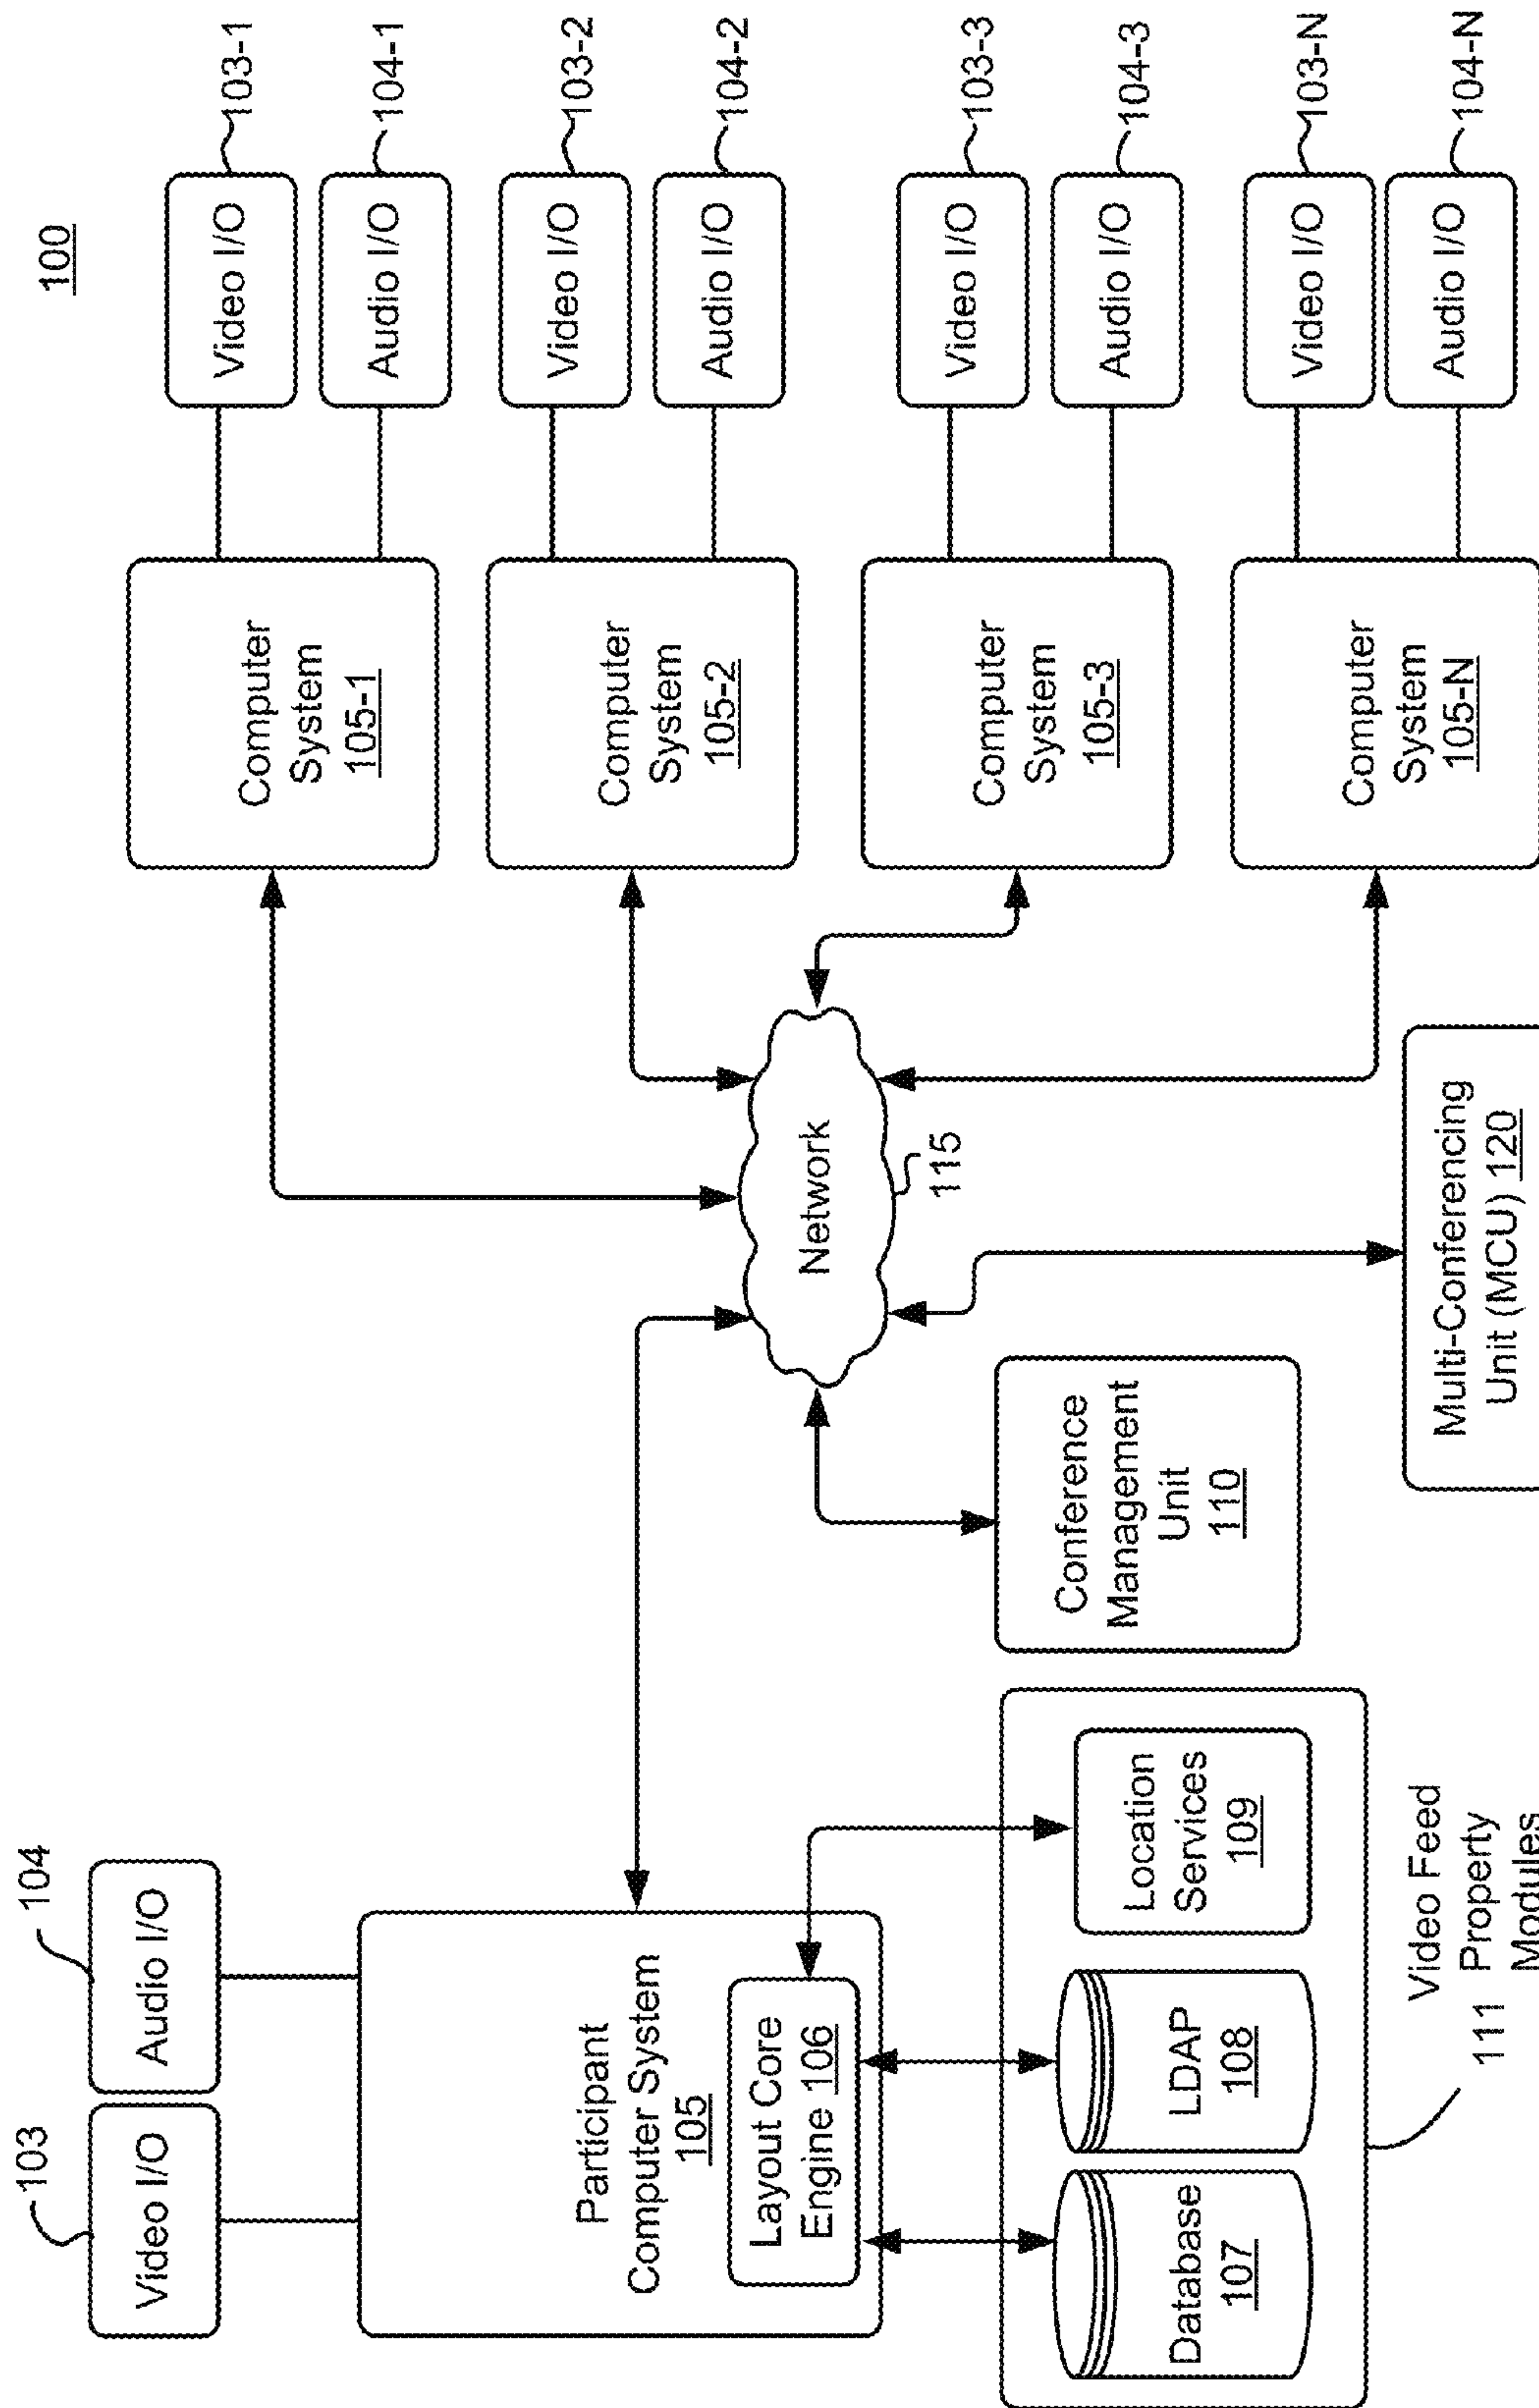 100
103
Video I/O
104
Audio I/O
Participant
Computer System
105
Layout Core
Engine 106
Database
107
LDAP
108
Location
Services
109
Video Feed
111 Property
Modules
Conference
Management
Unit
110
Network
115
Multi-Conferencing
Unit (MCU) 120
Computer
System
105-1
Video I/O
103-1
Audio I/O
104-1
Computer
System
105-2
Video I/O
103-2
Audio I/O
104-2
Computer
System
105-3
Video I/O
103-3
Audio I/O
104-3
Computer
System
105-N
Video I/O
103-N
Audio I/O
104-N